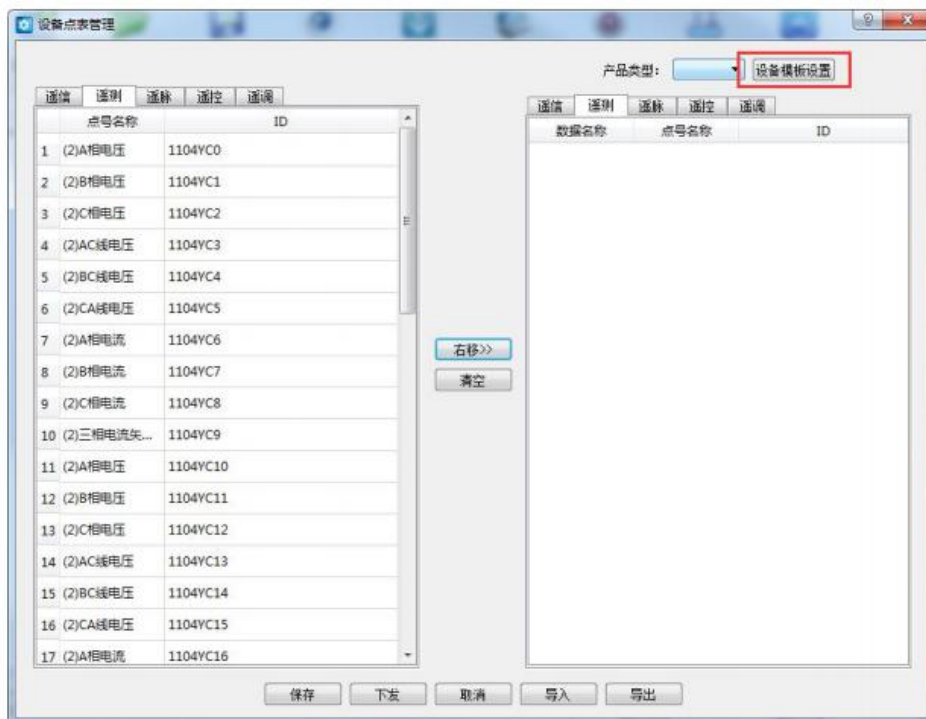 设备点表管理
产品类型: 设备模板设置
遥信 遥测 遥脉 遥控 遥调
点号名称 ID
1 (2)A相电压 1104YC0
2 (2)B相电压 1104YC1
3 (2)C相电压 1104YC2
4 (2)AC线电压 1104YC3
5 (2)BC线电压 1104YC4
6 (2)CA线电压 1104YC5
7 (2)A相电流 1104YC6
8 (2)B相电流 1104YC7
9 (2)C相电流 1104YC8
10 (2)三相电流矢... 1104YC9
11 (2)A相电压 1104YC10
12 (2)B相电压 1104YC11
13 (2)C相电压 1104YC12
14 (2)AC线电压 1104YC13
15 (2)BC线电压 1104YC14
16 (2)CA线电压 1104YC15
17 (2)A相电流 1104YC16
右移>>
清空
遥信 遥测 遥脉 遥控 遥调
数据名称 点号名称 ID
保存 下发 取消 导入 导出